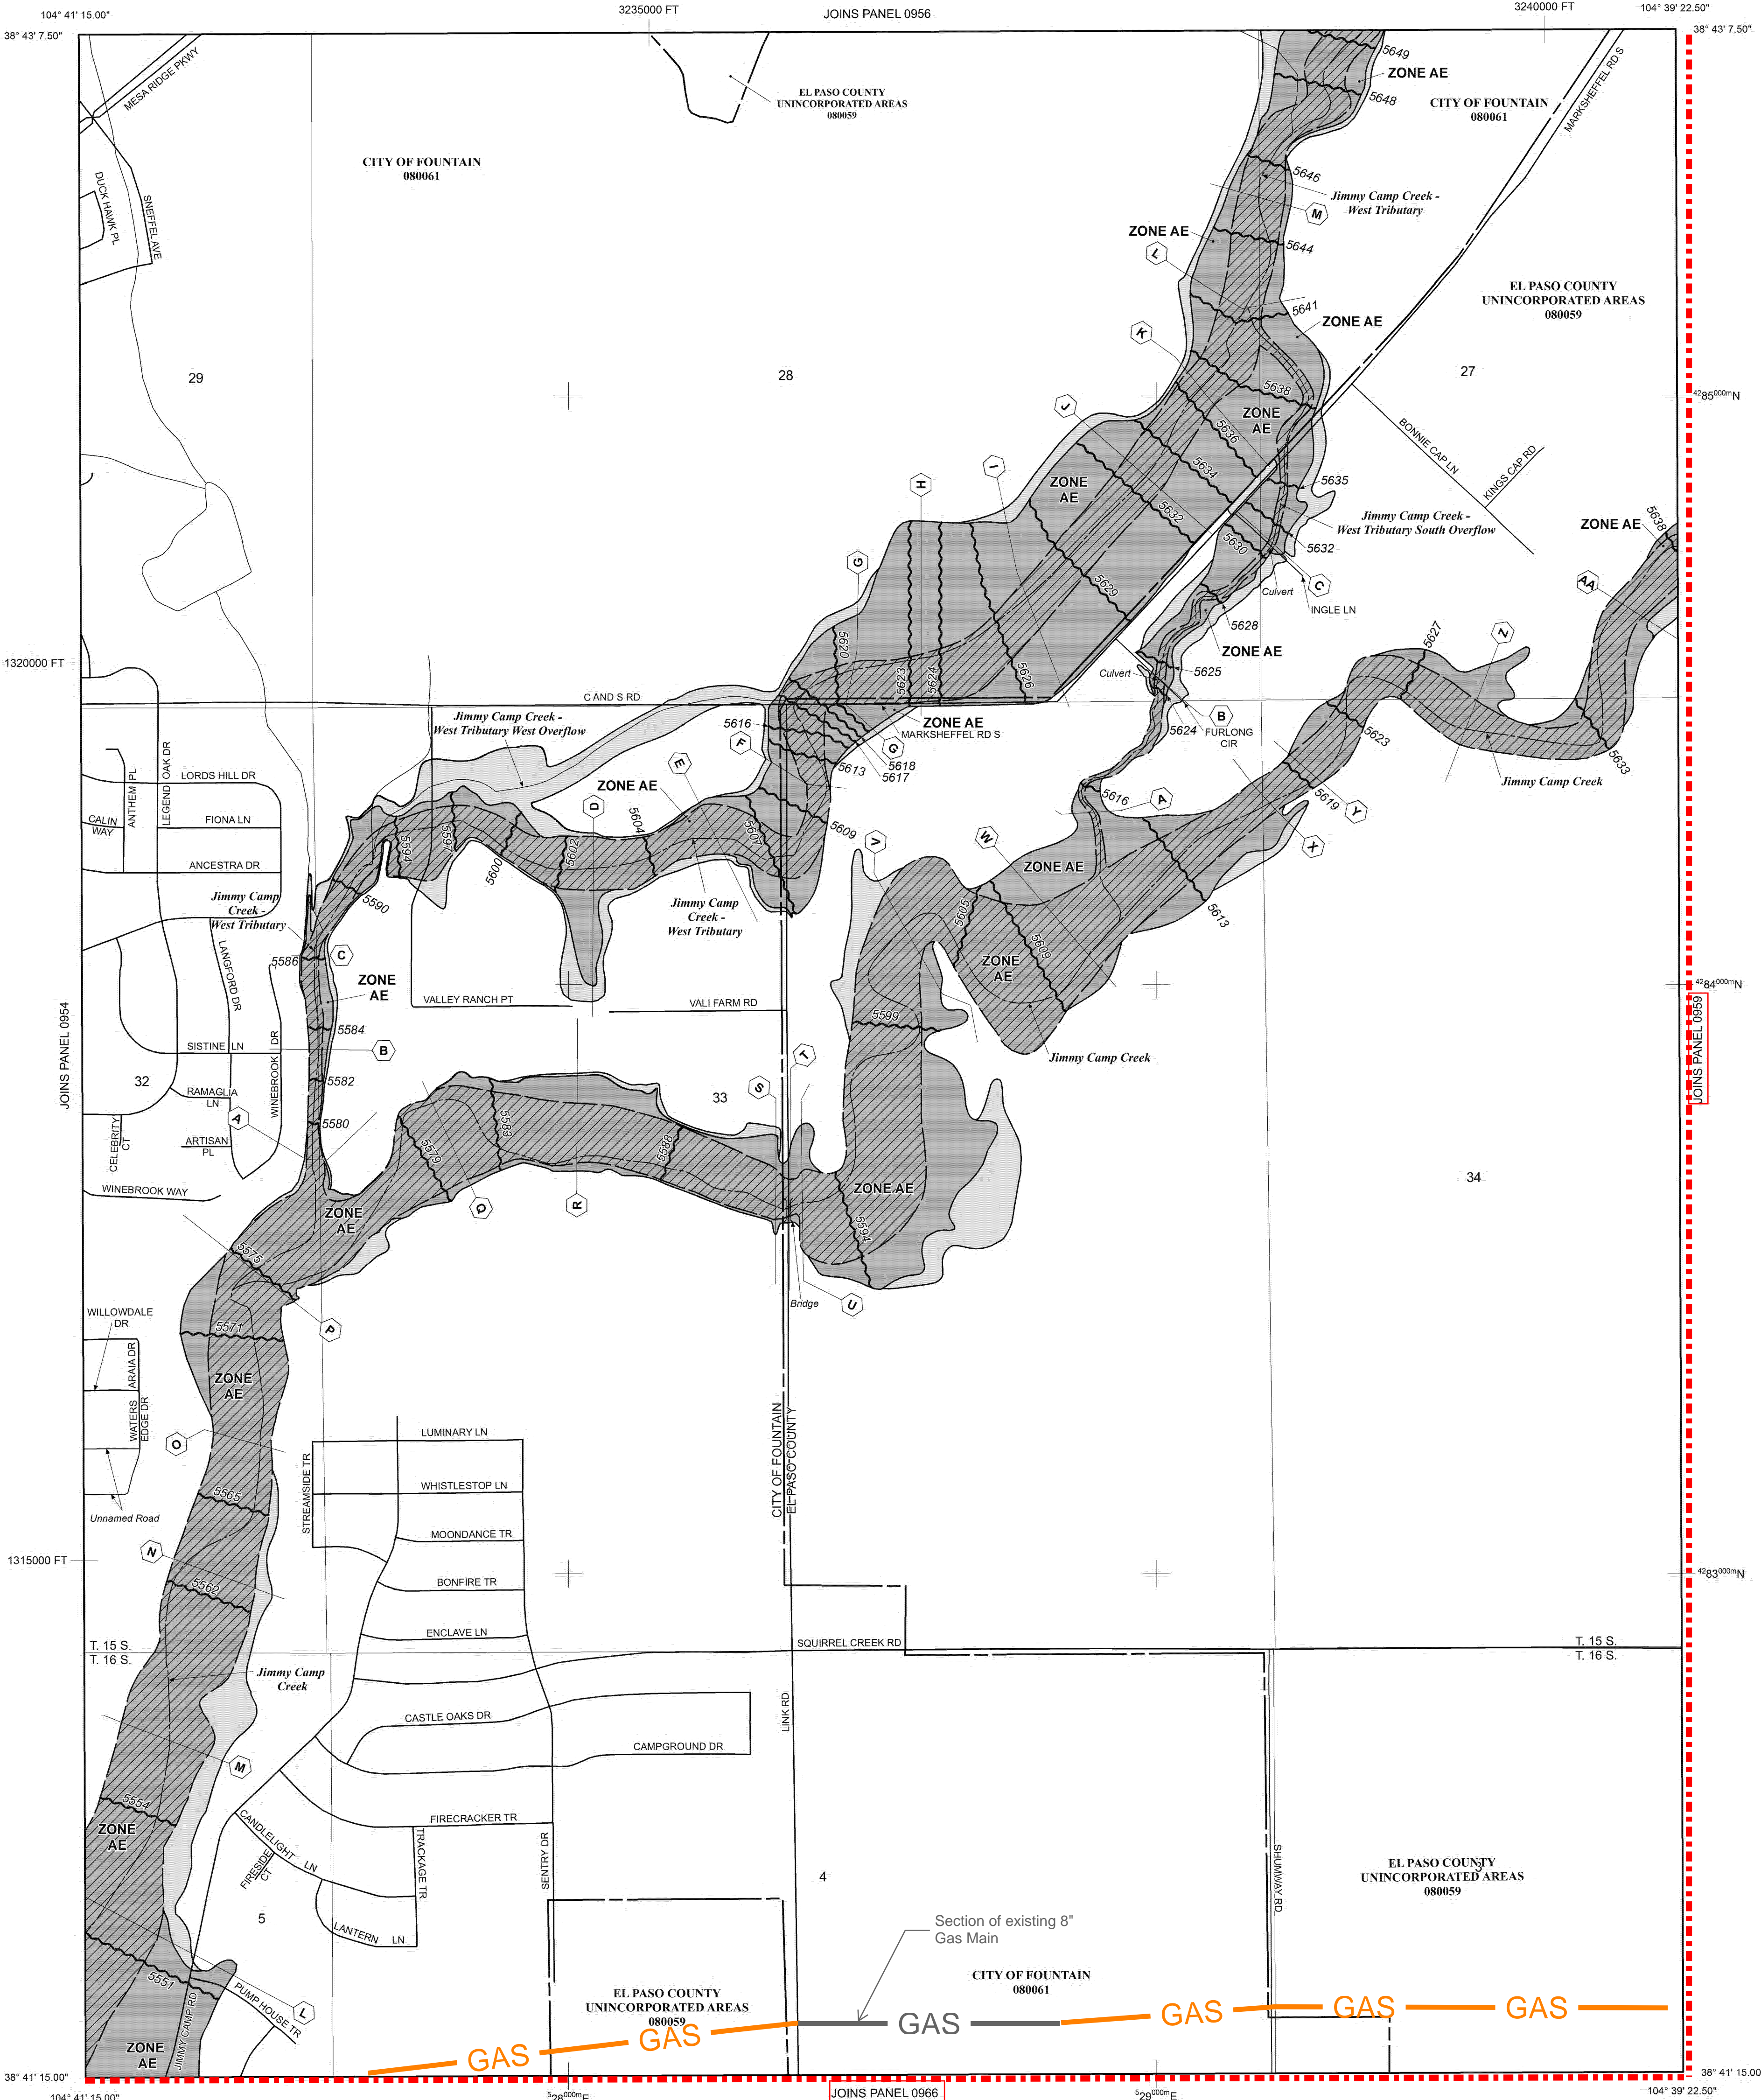 104° 41' 15.00"
3235000 FT
JOINS PANEL 0956
3240000 FT
104° 39' 22.50"
38° 43' 7.50"
38° 43' 7.50"
MESA RIDGE PKWY
EL PASO COUNTY
UNINCORPORATED AREAS
080059
5649
ZONE AE
5648
CITY OF FOUNTAIN
080061
MARKSHEFFEL RD S
CITY OF FOUNTAIN
080061
DUCK HAWK PL
SNEFFEL AVE
5646
Jimmy Camp Creek -
West Tributary
M
ZONE AE
5644
L
EL PASO COUNTY
UNINCORPORATED AREAS
080059
5641
ZONE AE
K
29
28
27
5638
ZONE
AE
4285000m N
J
5636
BONNIE CAP LN
KINGS CAP RD
5634
I
H
ZONE
AE
5635
5632
Jimmy Camp Creek -
West Tributary South Overflow
5638
ZONE AE
5630
5632
G
5629
Culvert
C
INGLE LN
AA
5628
5627
Z
1320000 FT
5620
5623
5624
5626
ZONE AE
5625
Culvert
C AND S RD
Jimmy Camp Creek -
West Tributary West Overflow
5616
ZONE AE
MARKSHEFFEL RD S
B
5624
FURLONG
CIR
5623
F
G
5618
5617
5613
5633
E
LORDS HILL DR
LEGEND OAK DR
ANTHEM PL
ZONE AE
Jimmy Camp Creek
D
5616
A
5619
Y
CALIN
WAY
FIONA LN
5604
5607
5609
5594
5597
5600
5602
V
W
X
ANCESTRA DR
ZONE AE
Jimmy Camp
Creek -
West Tributary
5590
Jimmy Camp
Creek -
West Tributary
5605
5613
LANGFORD DR
5586
C
ZONE
AE
5609
ZONE
AE
VALLEY RANCH PT
VALI FARM RD
4284000m N
JOINS PANEL 0954
JOINS PANEL 0959
5584
5599
SISTINE LN
WINEBROOK DR
B
Jimmy Camp Creek
T
32
5582
S
33
RAMAGLIA
LN
A
5580
5583
CELEBRITY
CT
ARTISAN
PL
5579
5588
WINEBROOK WAY
ZONE AE
34
ZONE
AE
Q
R
5594
5575
WILLOWDALE
DR
Bridge
U
P
5571
ARAIA DR
ZONE
AE
WATERS
EDGE DR
CITY OF FOUNTAIN
EL PASO COUNTY
O
LUMINARY LN
STREAMSIDE TR
WHISTLESTOP LN
5565
Unnamed Road
MOONDANCE TR
N
1315000 FT
5562
BONFIRE TR
4283000m N
ENCLAVE LN
SQUIRREL CREEK RD
T. 15 S.
T. 16 S.
T. 15 S.
T. 16 S.
Jimmy Camp
Creek
LINK RD
CASTLE OAKS DR
CAMPGROUND DR
M
5554
ZONE
AE
CANDLELIGHT LN
FIRECRACKER TR
TRACKAGE TR
SENTRY DR
FIRESIDE
CT
SHUMWAY RD
EL PASO COUNTY
UNINCORPORATED AREAS
080059
3
4
5
LANTERN LN
Section of existing 8"
Gas Main
5551
PUMP HOUSE TR
L
JIMMY CAMP RD
EL PASO COUNTY
UNINCORPORATED AREAS
080059
CITY OF FOUNTAIN
080061
GAS GAS GAS GAS GAS GAS
ZONE
AE
38° 41' 15.00"
38° 41' 15.00
104° 41' 15.00"
528000m E
JOINS PANEL 0966
529000m E
104° 39' 22.50"